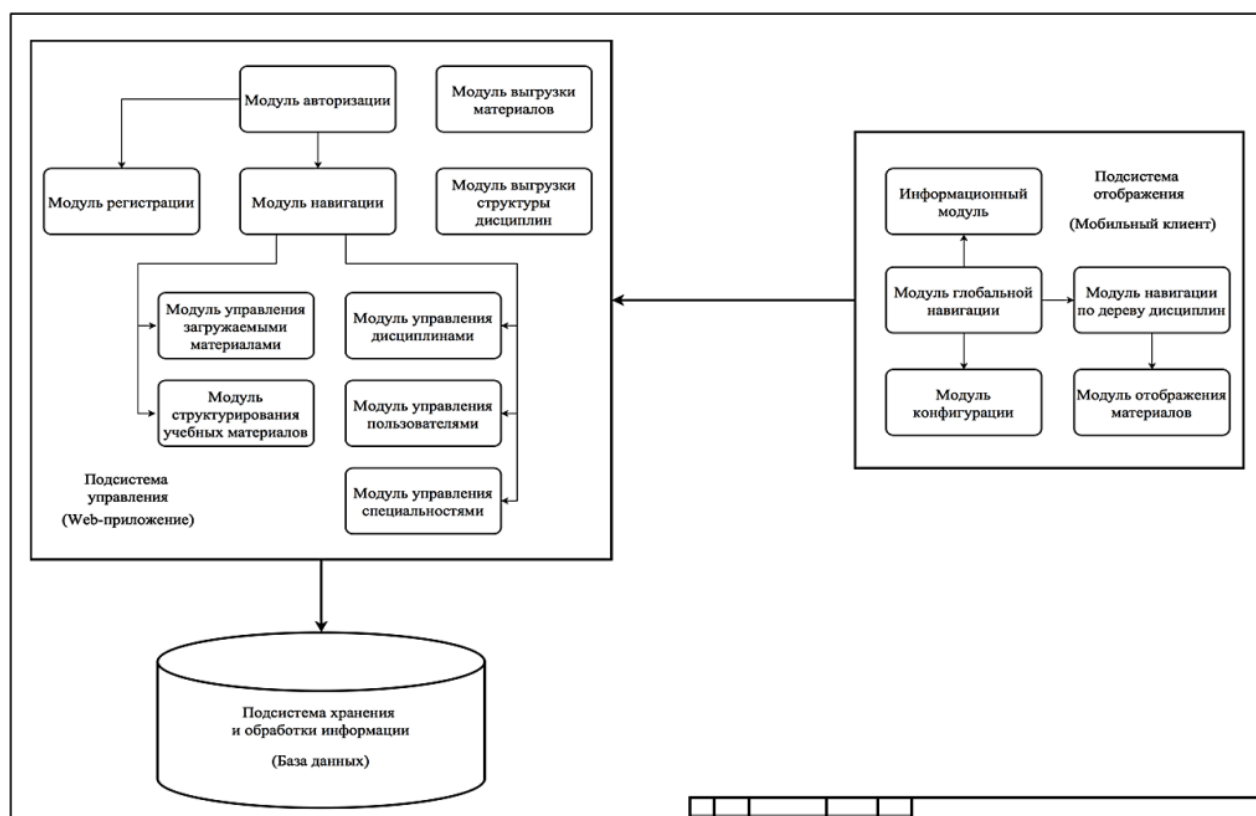 Модуль авторизации
Модуль выгрузки
материалов
Модуль регистрации
Модуль навигации
Модуль выгрузки
структуры
дисциплин
Модуль управления
загружаемыми
материалами
Модуль управления
дисциплинами
Модуль
структурирования
учебных материалов
Модуль управления
пользователями
Модуль управления
специальностями
Подсистема
управления
(Web-приложение)
Подсистема хранения
и обработки информации
(База данных)
Информационный
модуль
Подсистема
отображения
(Мобильный клиент)
Модуль глобальной
навигации
Модуль навигации
по дереву дисциплин
Модуль
конфигурации
Модуль отображения
материалов